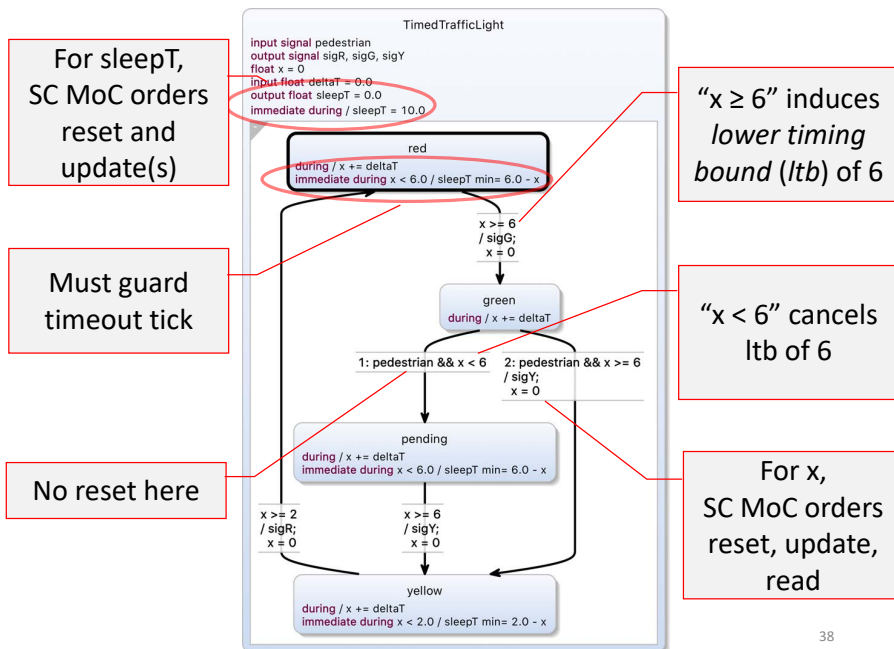 For sleepT,
SC MoC orders
reset and
update(s)
Must guard
timeout tick
No reset here
TimedTrafficLight
input signal pedestrian
output signal sigR, sigG, sigY
float x = 0
input float deltaT = 0.0
output float sleepT = 0.0
immediate during / sleepT = 10.0
red
during / x += deltaT
immediate during x < 6.0 / sleepT min= 6.0 - x
x >= 6
/ sigG;
x = 0
green
during / x += deltaT
1: pedestrian && x < 6
2: pedestrian && x >= 6
/ sigY;
x = 0
pending
during / x += deltaT
immediate during x < 6.0 / sleepT min= 6.0 - x
x >= 2
/ sigR;
x = 0
x >= 6
/ sigY;
x = 0
yellow
during / x += deltaT
immediate during x < 2.0 / sleepT min= 2.0 - x
“x ≥ 6” induces
lower timing
bound (ltb) of 6
“x < 6” cancels
ltb of 6
For x,
SC MoC orders
reset, update,
read
38